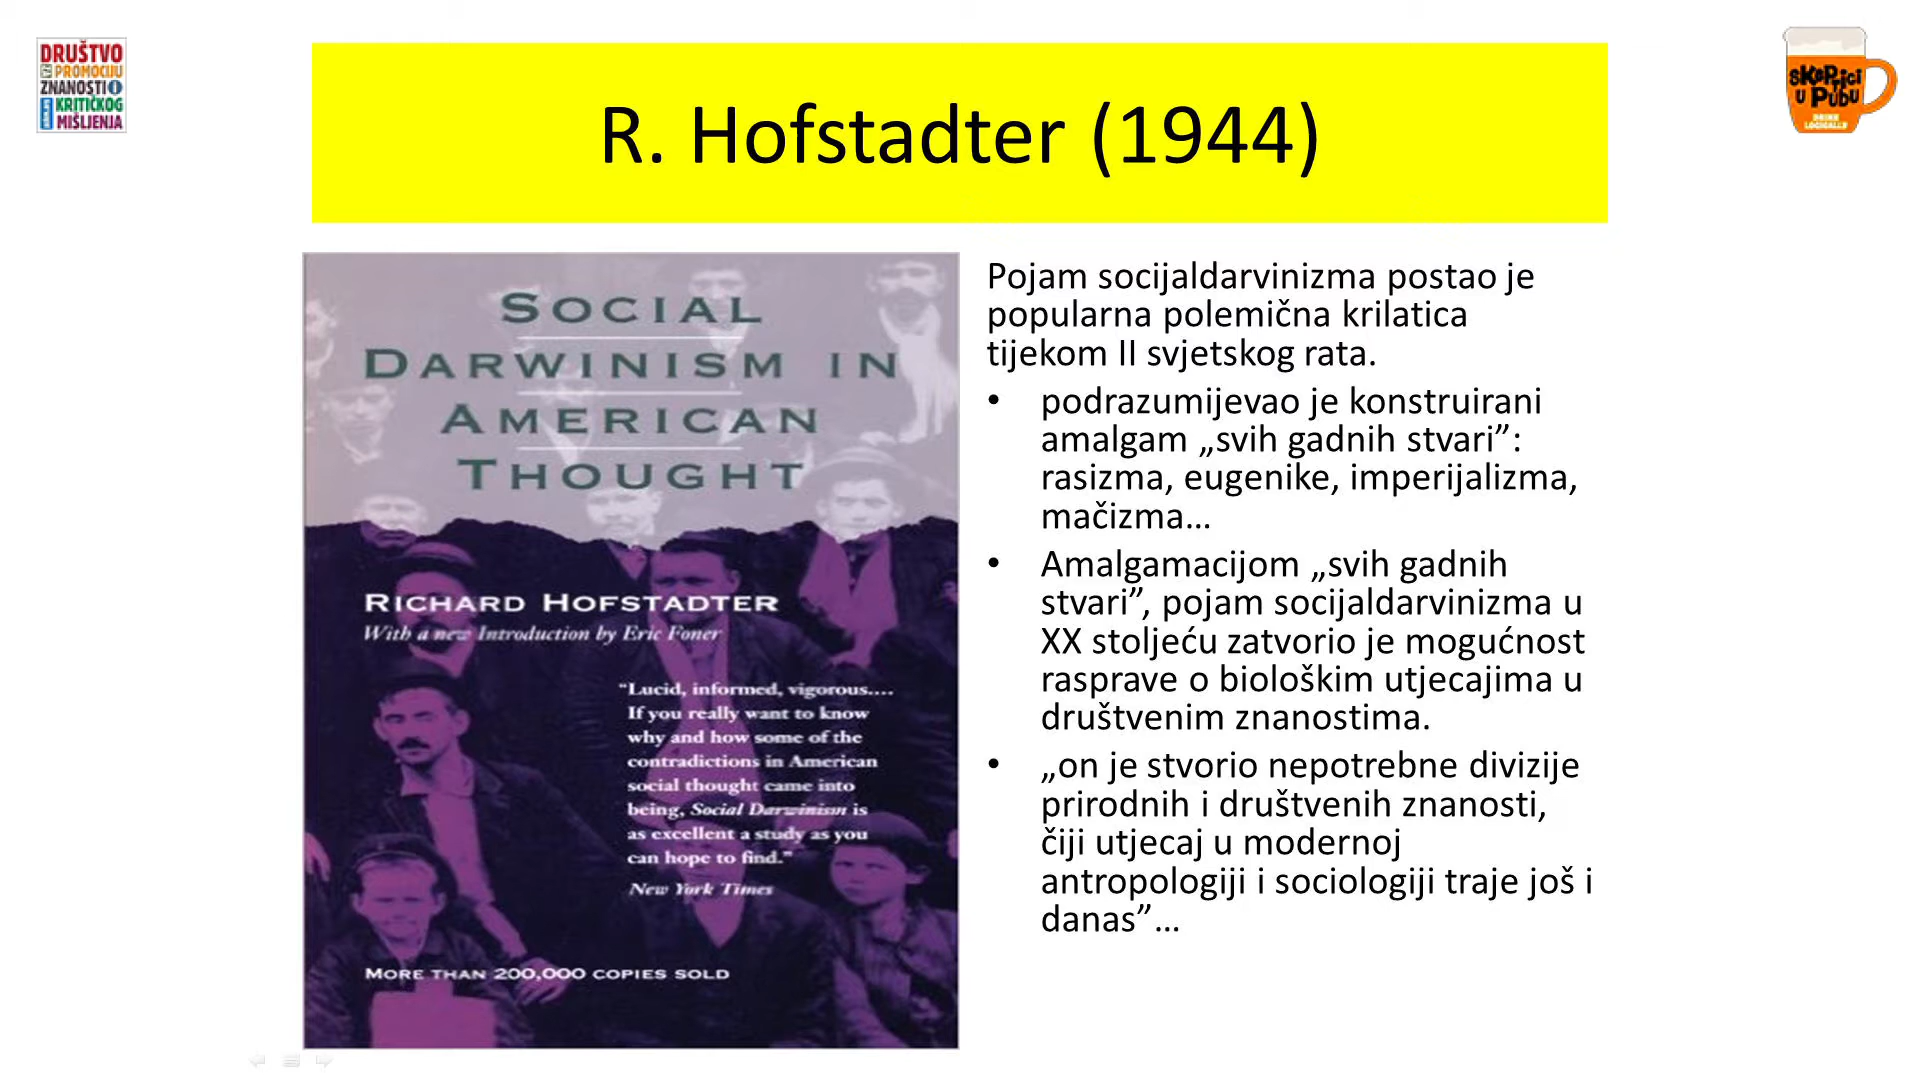 DRUŠTVO
ZA PROMOCIJU
ZNANOSTI I
KRITIČKOG
MIŠLJENJA
R. Hofstadter (1944)
SKePTici
u Pubu
DRINK
LOGICALLY
SOCIAL
DARWINISM IN
AMERICAN
THOUGHT
RICHARD HOFSTADTER
With a new Introduction by Eric Foner
"Lucid, informed, vigorous....
If you really want to know
why and how some of the
contradictions in American
social thought came into
being, Social Darwinism is
as excellent a study as you
can hope to find."
New York Times
MORE THAN 200,000 COPIES SOLD
Pojam socijaldarvinizma postao je
popularna polemična krilatica
tijekom II svjetskog rata.
• podrazumijevao je konstruirani
amalgam „svih gadnih stvari”:
rasizma, eugenike, imperijalizma,
mačizma…
• Amalgamacijom „svih gadnih
stvari”, pojam socijaldarvinizma u
XX stoljeću zatvorio je mogućnost
rasprave o biološkim utjecajima u
društvenim znanostima.
• „on je stvorio nepotrebne divizije
prirodnih i društvenih znanosti,
čiji utjecaj u modernoj
antropologiji i sociologiji traje još i
danas”…